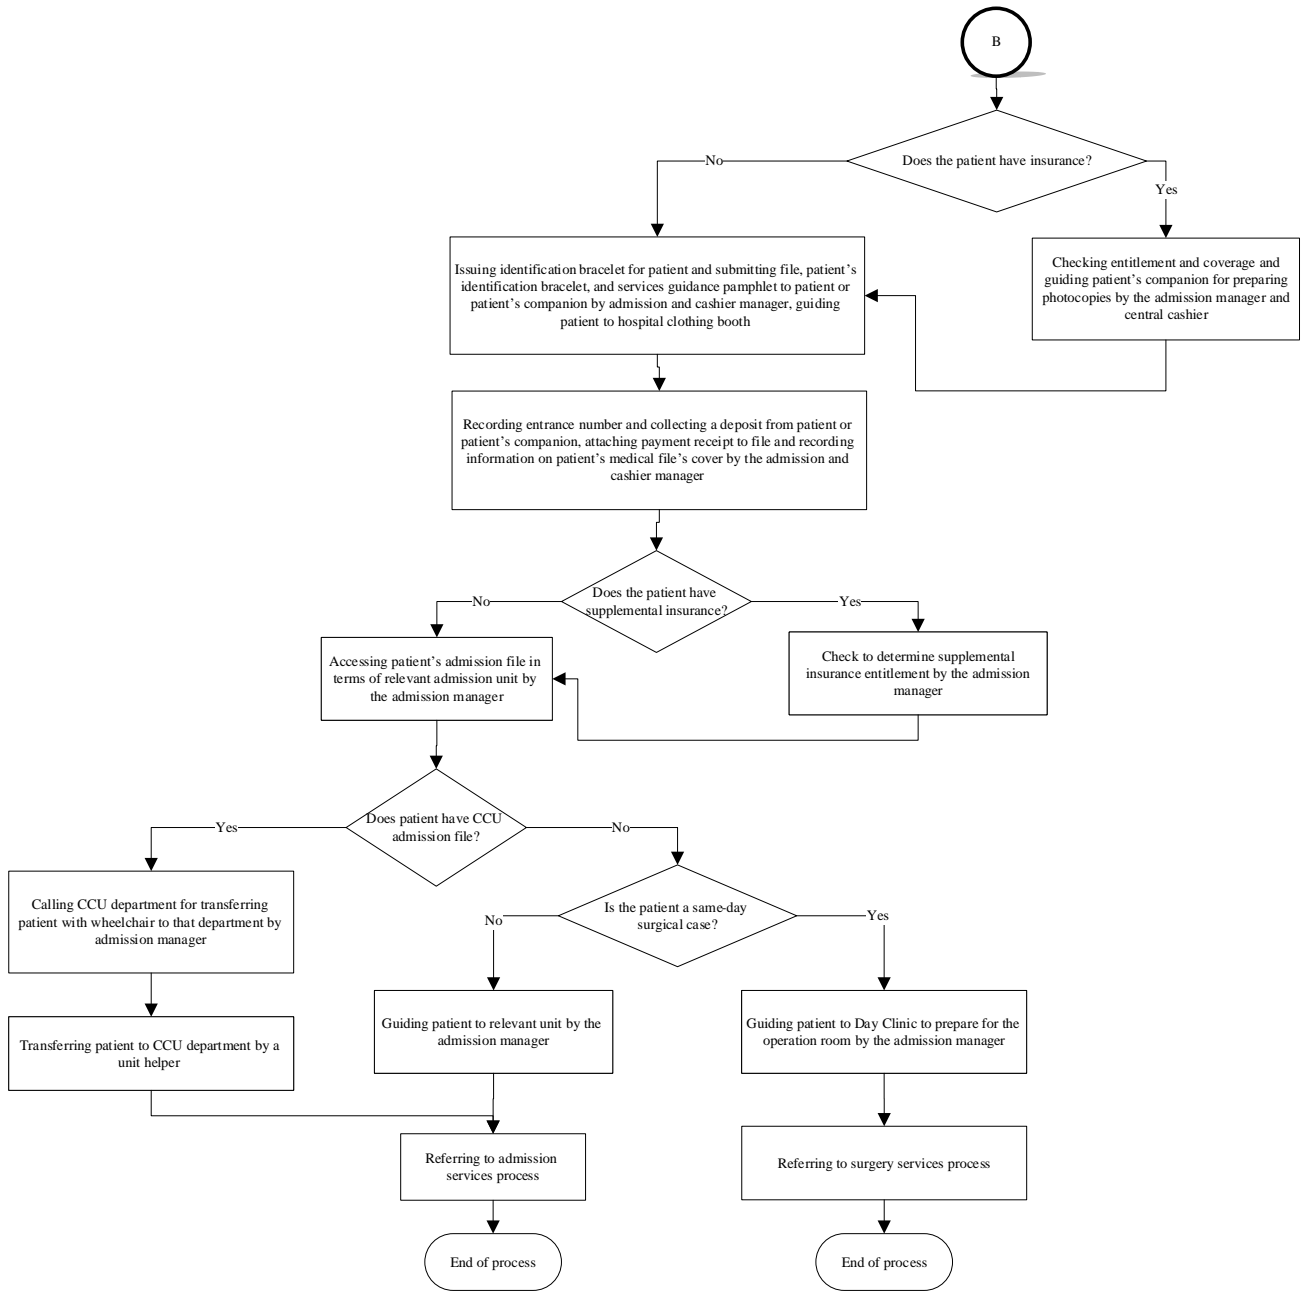 B
Does the patient have insurance?
No
Yes
Issuing identification bracelet for patient and submitting file, patient’s
identification bracelet, and services guidance pamphlet to patient or
patient’s companion by admission and cashier manager, guiding
patient to hospital clothing booth
Checking entitlement and coverage and
guiding patient’s companion for preparing
photocopies by the admission manager and
central cashier
Recording entrance number and collecting a deposit from patient or
patient’s companion, attaching payment receipt to file and recording
information on patient’s medical file’s cover by the admission and
cashier manager
Does the patient have
supplemental insurance?
No
Yes
Accessing patient’s admission file in
terms of relevant admission unit by
the admission manager
Check to determine supplemental
insurance entitlement by the admission
manager
Does patient have CCU
admission file?
Yes
No
Calling CCU department for transferring
patient with wheelchair to that department by
admission manager
Is the patient a same-day
surgical case?
No
Yes
Transferring patient to CCU department by a
unit helper
Guiding patient to relevant unit by the
admission manager
Guiding patient to Day Clinic to prepare for the
operation room by the admission manager
Referring to admission
services process
Referring to surgery services process
End of process
End of process